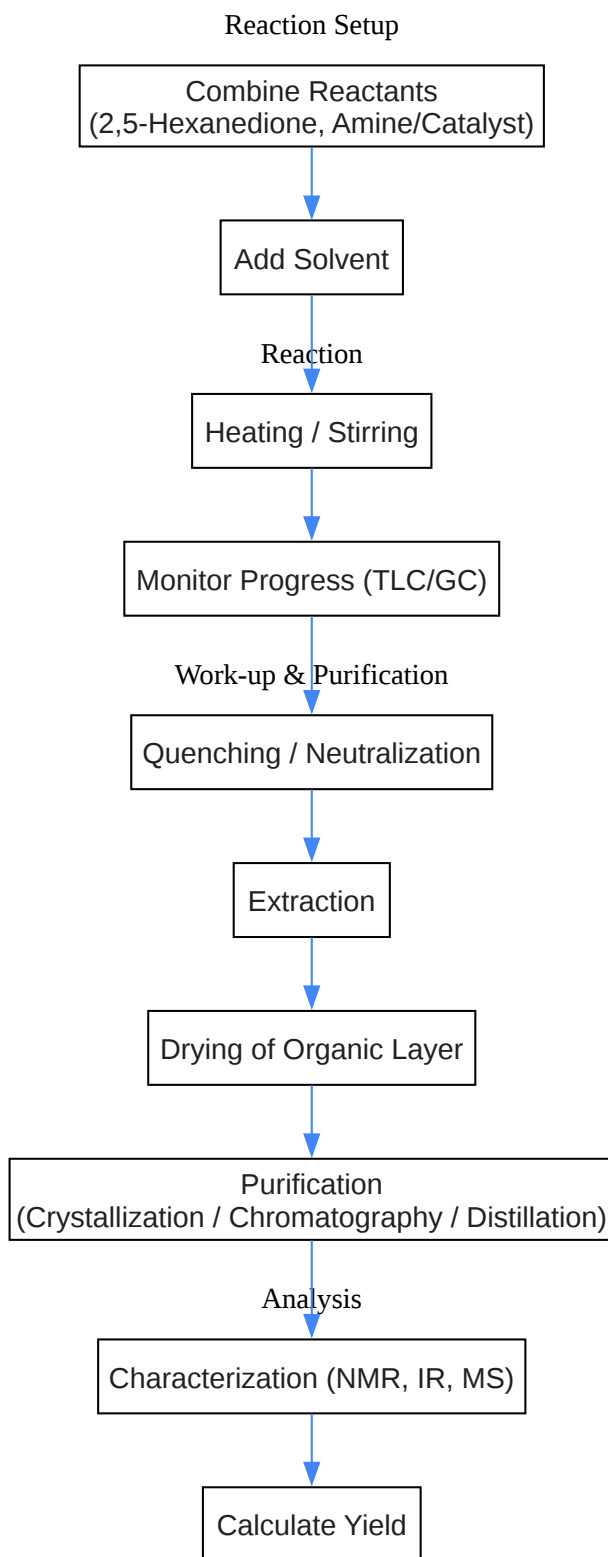 Reaction Setup
Combine Reactants
(2,5-Hexanedione, Amine/Catalyst)
Add Solvent
Reaction
Heating / Stirring
Monitor Progress (TLC/GC)
Work-up & Purification
Quenching / Neutralization
Extraction
Drying of Organic Layer
Purification
(Crystallization / Chromatography / Distillation)
Analysis
Characterization (NMR, IR, MS)
Calculate Yield